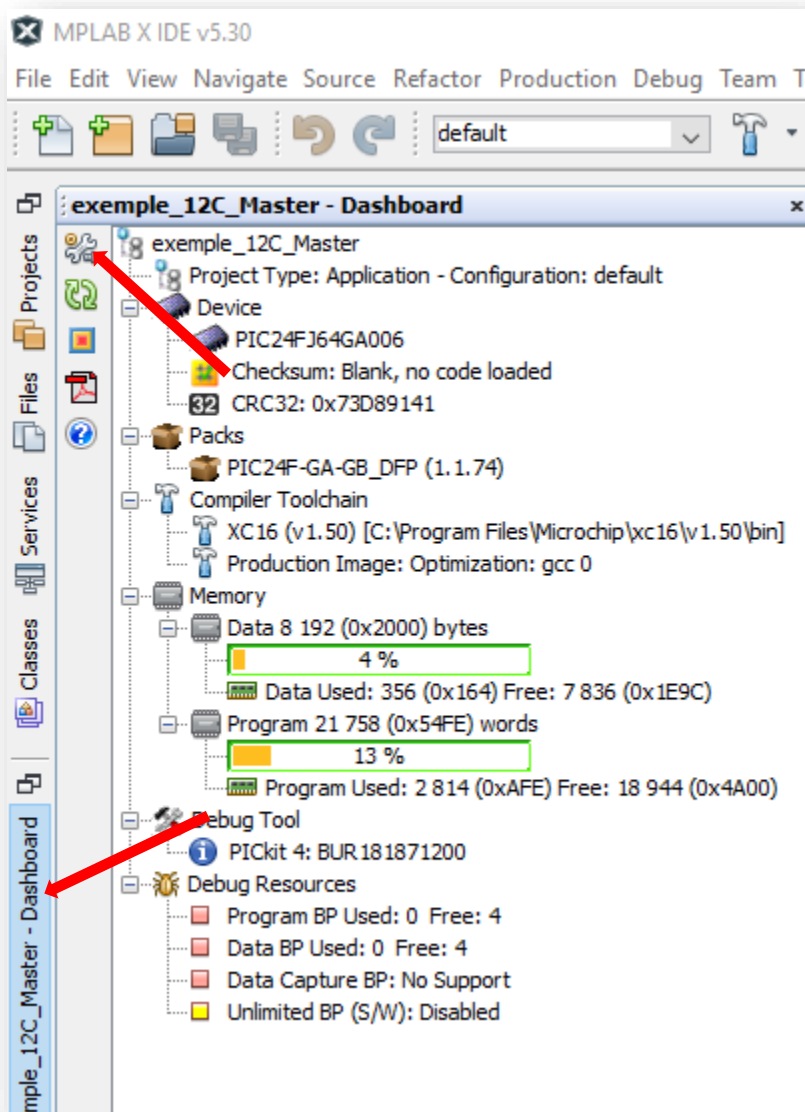 MPLAB X IDE v5.30
File Edit View Navigate Source Refactor Production Debug Team T
default
exemple_12C_Master - Dashboard
Projects
Files
Services
Classes
mple_12C_Master - Dashboard
exemple_12C_Master
Project Type: Application - Configuration: default
Device
PIC24FJ64GA006
Checksum: Blank, no code loaded
32 CRC32: 0x73D89141
Packs
PIC24F-GA-GB_DFP (1.1.74)
Compiler Toolchain
XC16 (v1.50) [C:\Program Files\Microchip\xc16\v1.50\bin]
Production Image: Optimization: gcc 0
Memory
Data 8 192 (0x2000) bytes
4 %
Data Used: 356 (0x164) Free: 7 836 (0x1E9C)
Program 21 758 (0x54FE) words
13 %
Program Used: 2 814 (0xAFE) Free: 18 944 (0x4A00)
Debug Tool
PICkit 4: BUR181871200
Debug Resources
Program BP Used: 0 Free: 4
Data BP Used: 0 Free: 4
Data Capture BP: No Support
Unlimited BP (S/W): Disabled